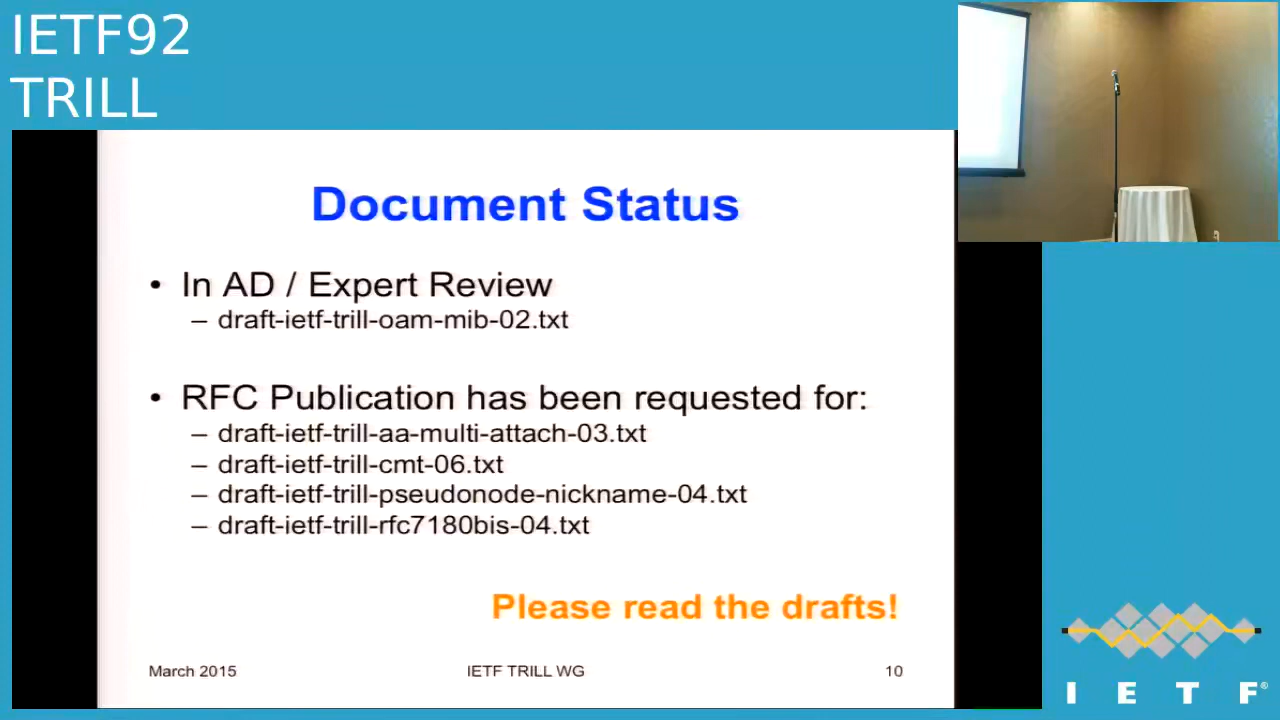 IETF92
TRILL
Document Status
• In AD / Expert Review
– draft-ietf-trill-oam-mib-02.txt
• RFC Publication has been requested for:
– draft-ietf-trill-aa-multi-attach-03.txt
– draft-ietf-trill-cmt-06.txt
– draft-ietf-trill-pseudonode-nickname-04.txt
– draft-ietf-trill-rfc7180bis-04.txt
Please read the drafts!
March 2015 IETF TRILL WG 10
I E T F®